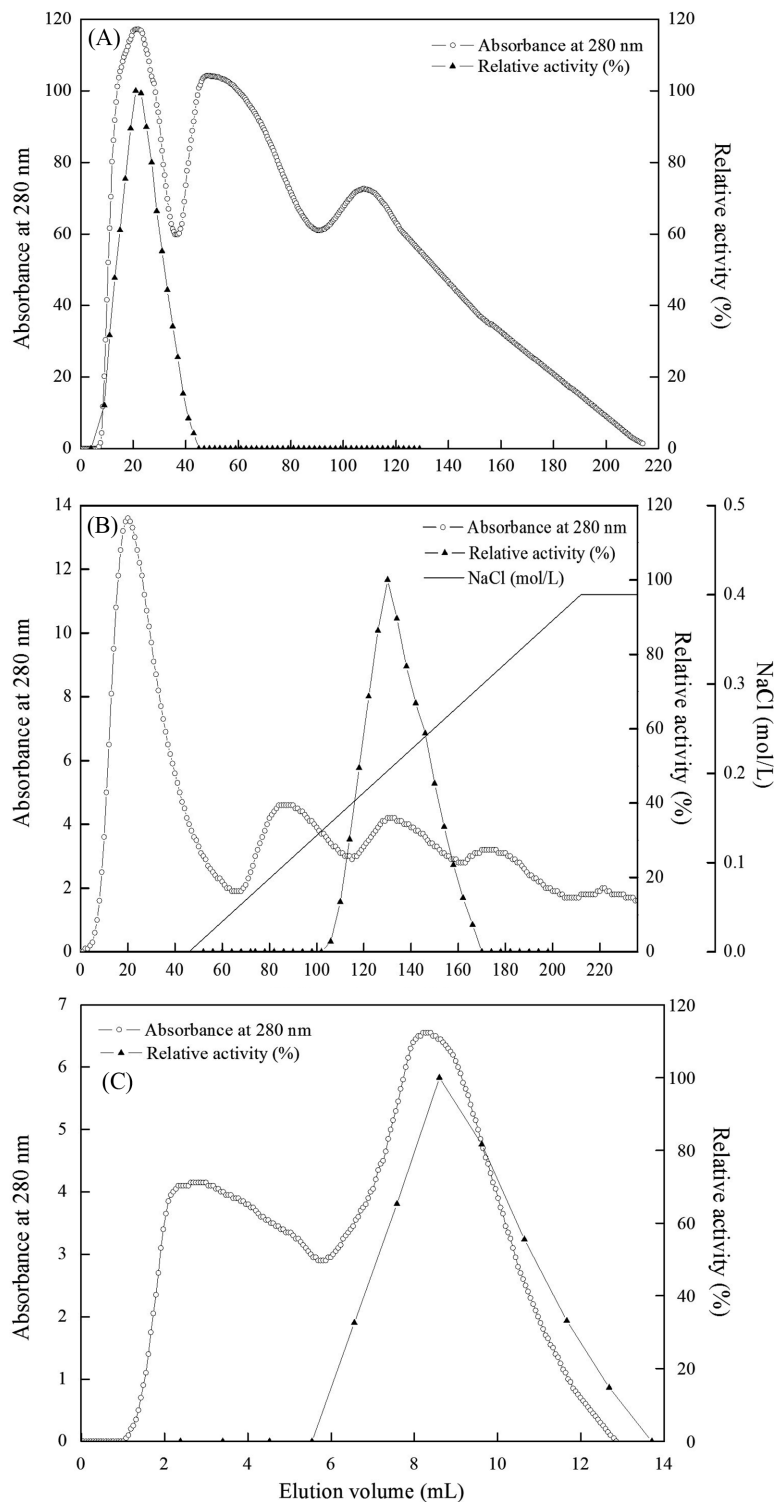 (A)
Absorbance at 280 nm
Relative activity (%)
Absorbance at 280 nm
Relative activity (%)
120
100
80
60
40
20
0
120
100
80
60
40
20
0
0 20 40 60 80 100 120 140 160 180 200 220
(B)
Absorbance at 280 nm
Relative activity (%)
NaCl (mol/L)
Absorbance at 280 nm
Relative activity (%)
NaCl (mol/L)
14
12
10
8
6
4
2
0
120
100
80
60
40
20
0
0.5
0.4
0.3
0.2
0.1
0.0
0 20 40 60 80 100 120 140 160 180 200 220
(C)
Absorbance at 280 nm
Relative activity (%)
Absorbance at 280 nm
Relative activity (%)
7
6
5
4
3
2
1
0
120
100
80
60
40
20
0
0 2 4 6 8 10 12 14
Elution volume (mL)